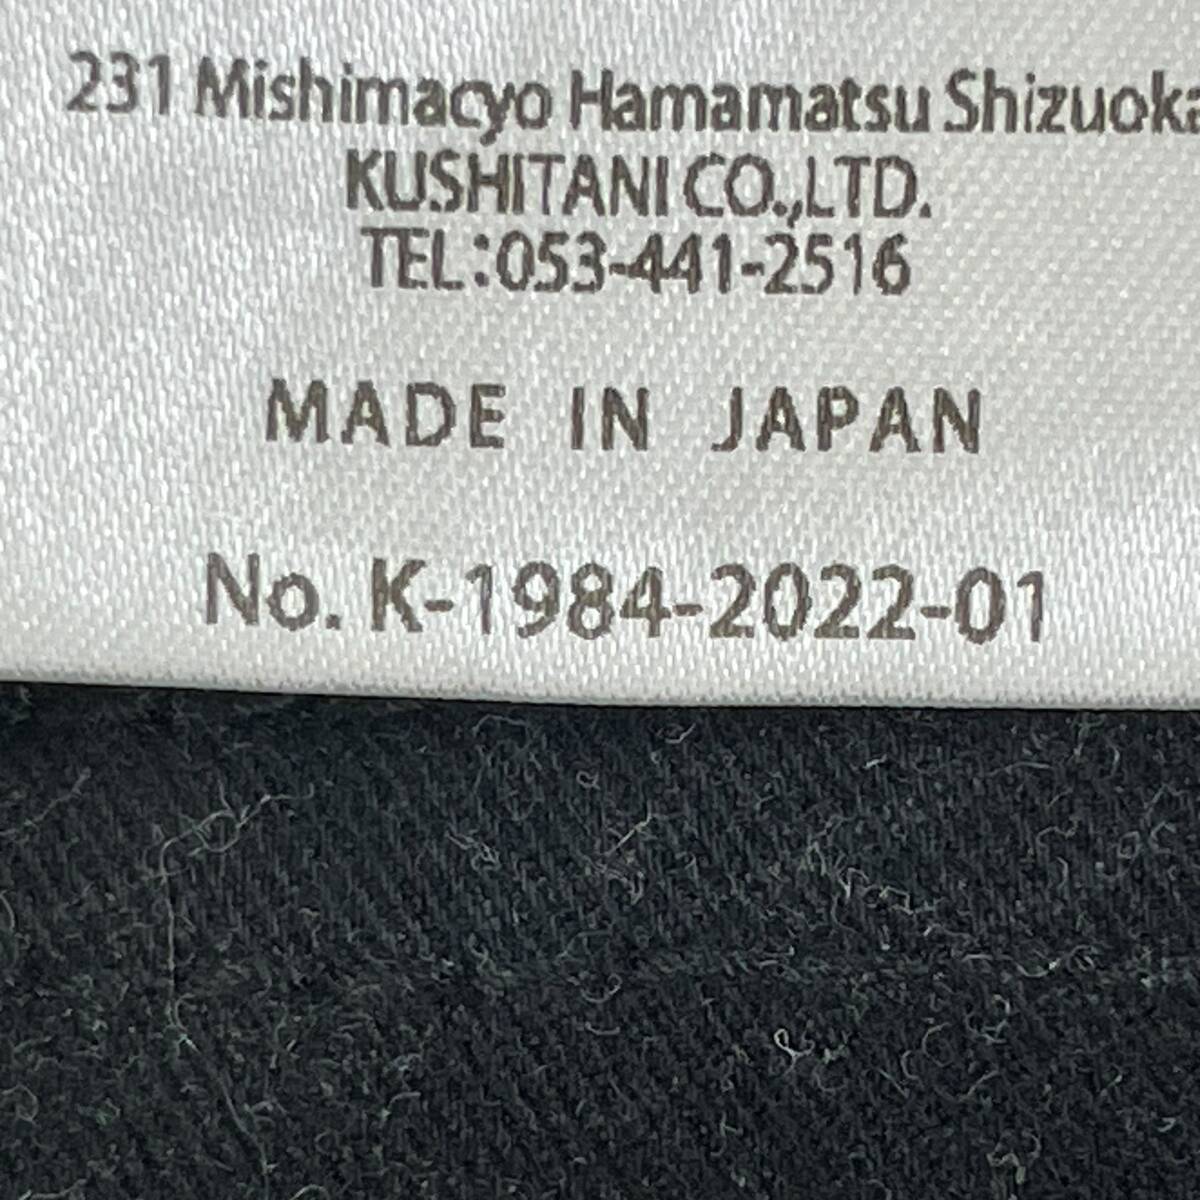 231 Mishimacyo Hamamatsu Shizuoka
KUSHITANI CO.,LTD.
TEL:053-441-2516
MADE IN JAPAN
No. K-1984-2022-01